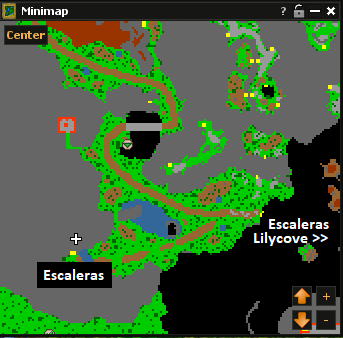 Minimap
?
Center
Escaleras
Lilycove >>
Escaleras
+
-